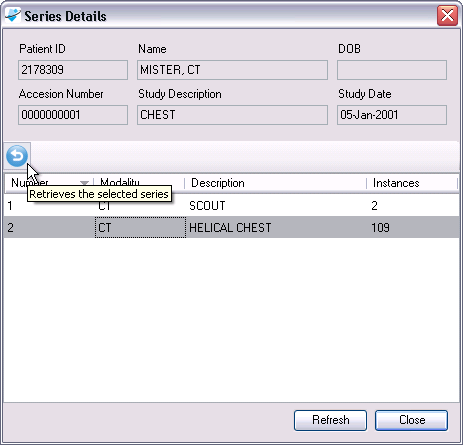 Series Details
Patient ID Name DOB
2178309 MISTER, CT
Accesion Number Study Description Study Date
0000000001 CHEST 05-Jan-2001
Number Modality Description Instances
Retrieves the selected series
1 CT SCOUT 2
2 CT HELICAL CHEST 109
Refresh Close